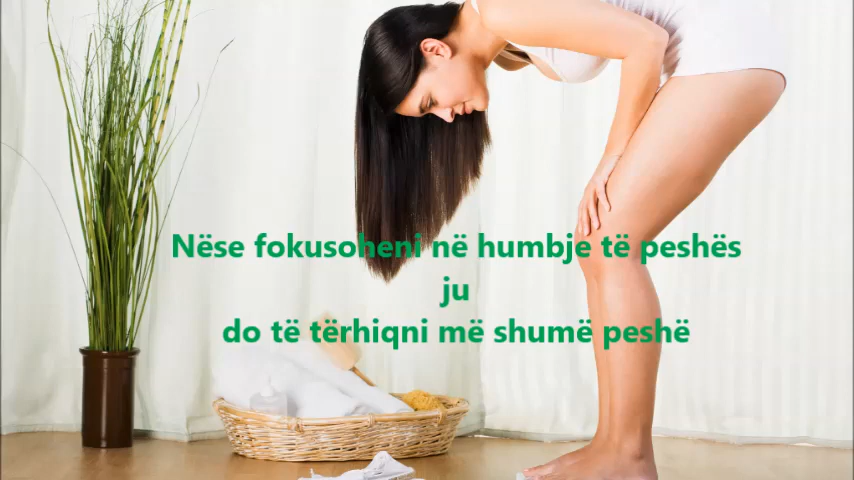 Nëse fokusoheni në humbje të peshës
ju
do të tërhiqni më shumë peshë